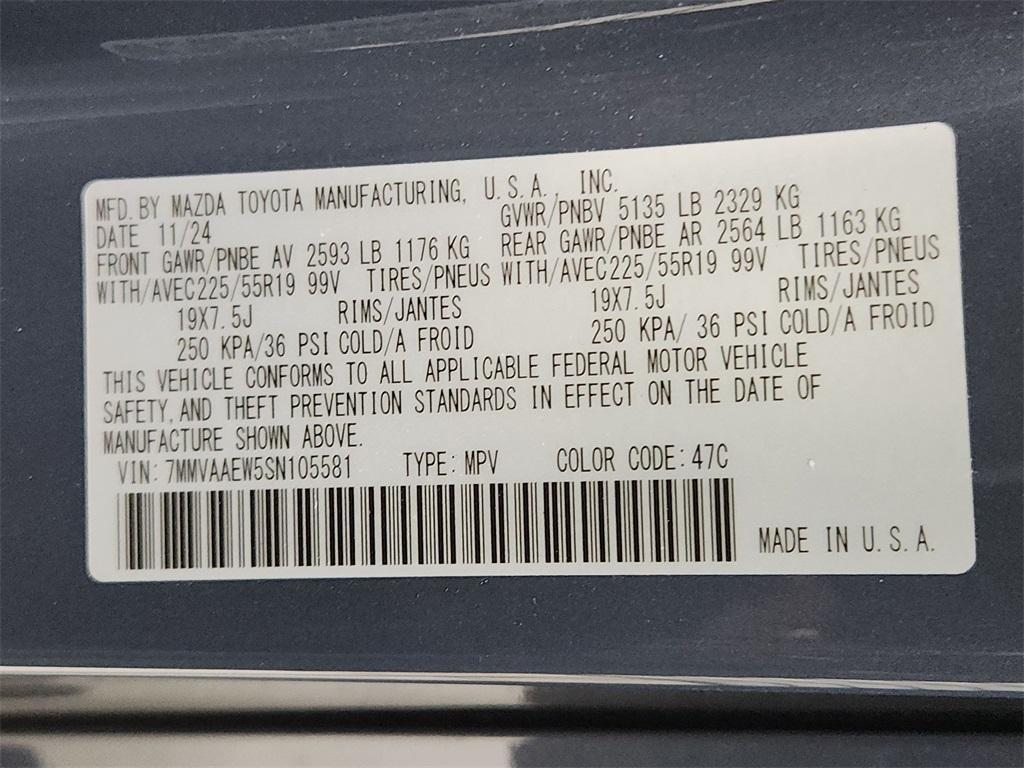 MFD. BY MAZDA TOYOTA MANUFACTURING, U.S.A., INC.
DATE 11/24 GVWR/PNBV 5135 LB 2329 KG
FRONT GAWR/PNBE AV 2593 LB 1176 KG REAR GAWR/PNBE AR 2564 LB 1163 KG
WITH/AVEC225/55R19 99V TIRES/PNEUS WITH/AVEC225/55R19 99V TIRES/PNEUS
19X7.5J RIMS/JANTES 19X7.5J RIMS/JANTES
250 KPA/36 PSI COLD/A FROID 250 KPA/ 36 PSI COLD/A FROID
THIS VEHICLE CONFORMS TO ALL APPLICABLE FEDERAL MOTOR VEHICLE
SAFETY, AND THEFT PREVENTION STANDARDS IN EFFECT ON THE DATE OF
MANUFACTURE SHOWN ABOVE.
VIN: 7MMVAAEW5SN105581 TYPE: MPV COLOR CODE: 47C
MADE IN U.S.A.